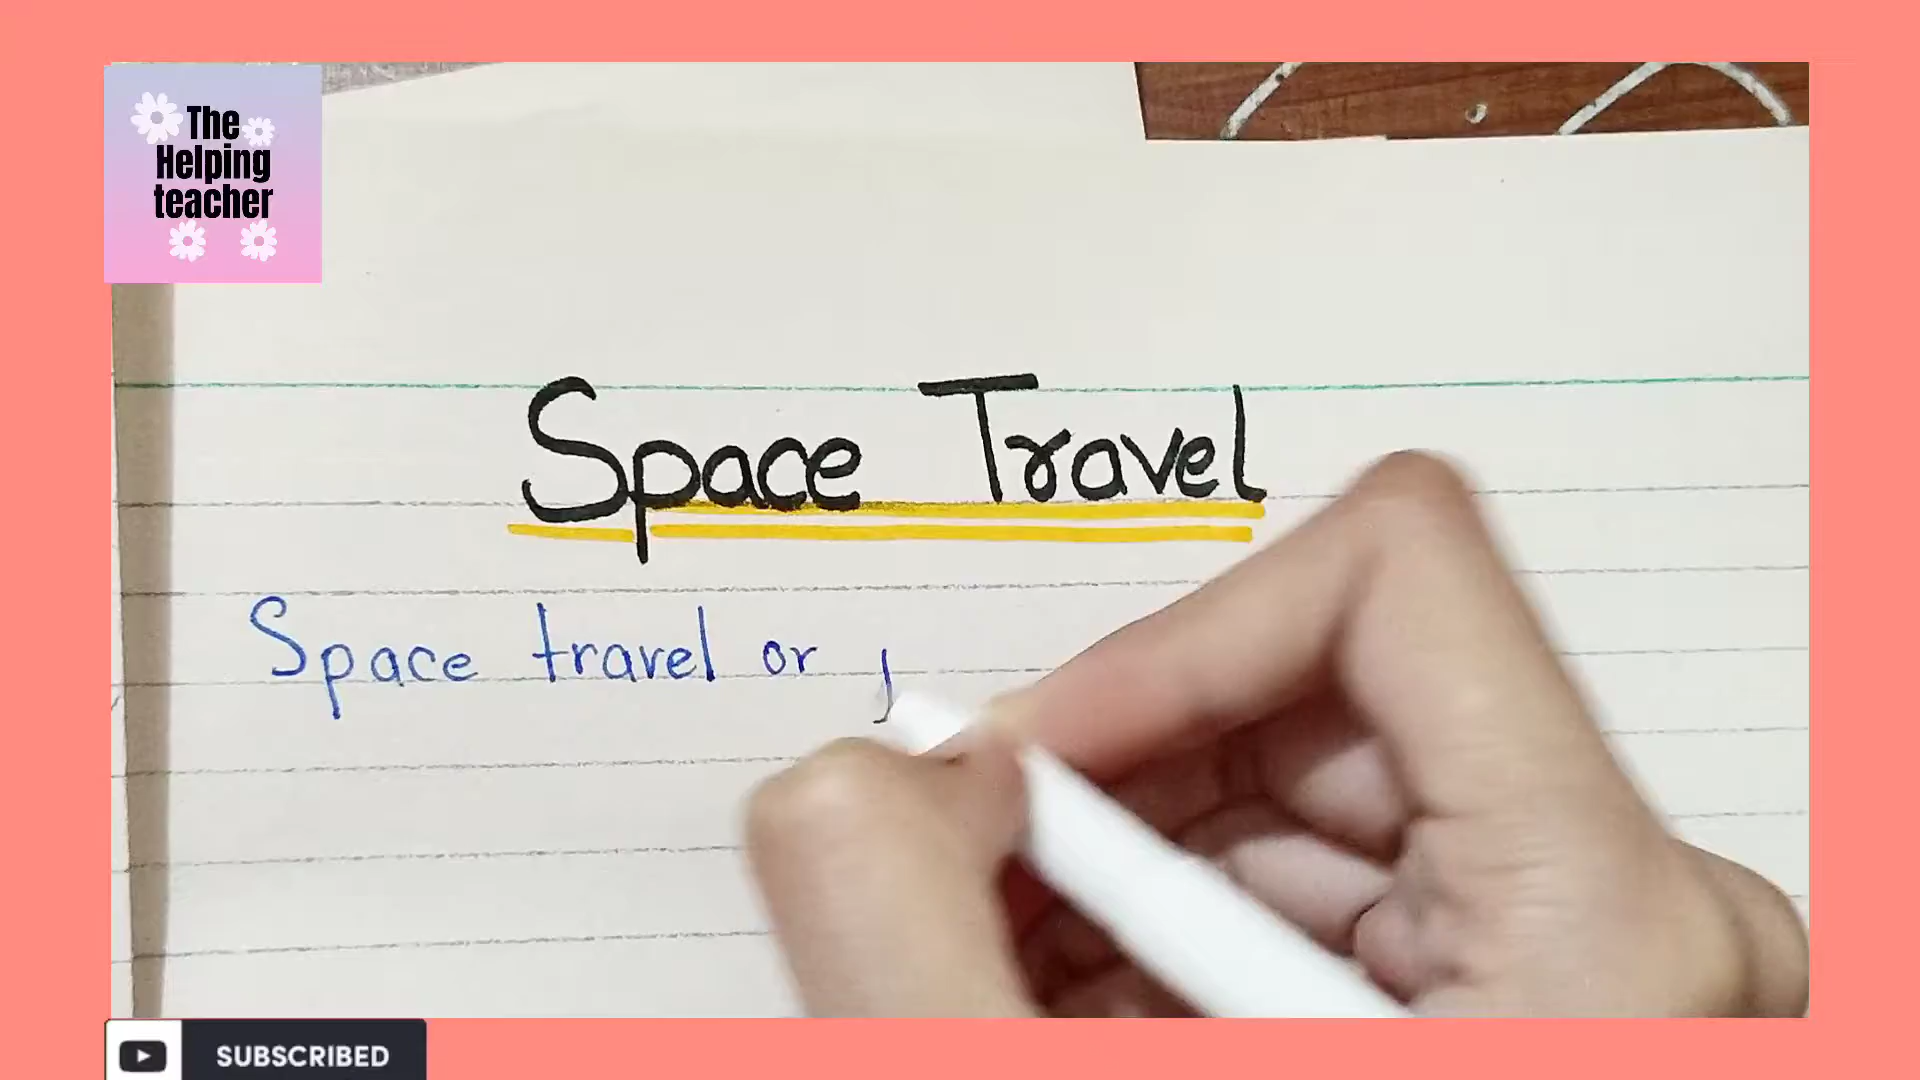 The
Helping
teacher
Space Travel
Space travel or
SUBSCRIBED